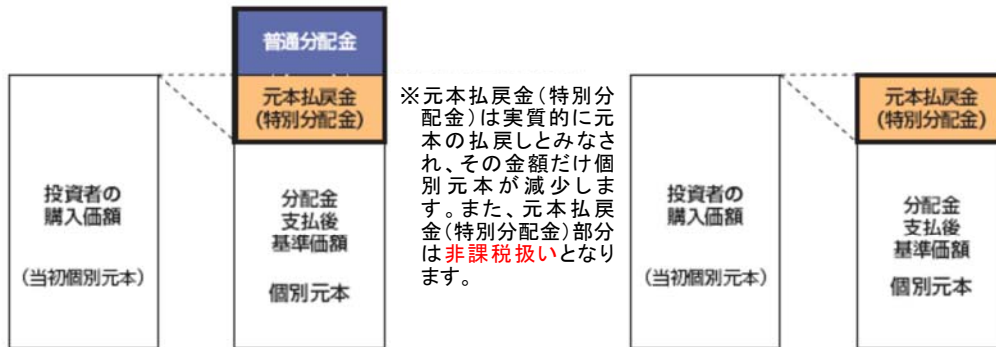 普通分配金
元本払戻金
(特別分配金)
投資者の
購入価額
(当初個別元本)
分配金
支払後
基準価額
個別元本
※元本払戻金(特別分
配金)は実質的に元
本の払戻しとみなさ
れ、その金額だけ個
別元本が減少しま
す。また、元本払戻
金(特別分配金)部分
は非課税扱いとなり
ます。
元本払戻金
(特別分配金)
投資者の
購入価額
(当初個別元本)
分配金
支払後
基準価額
個別元本